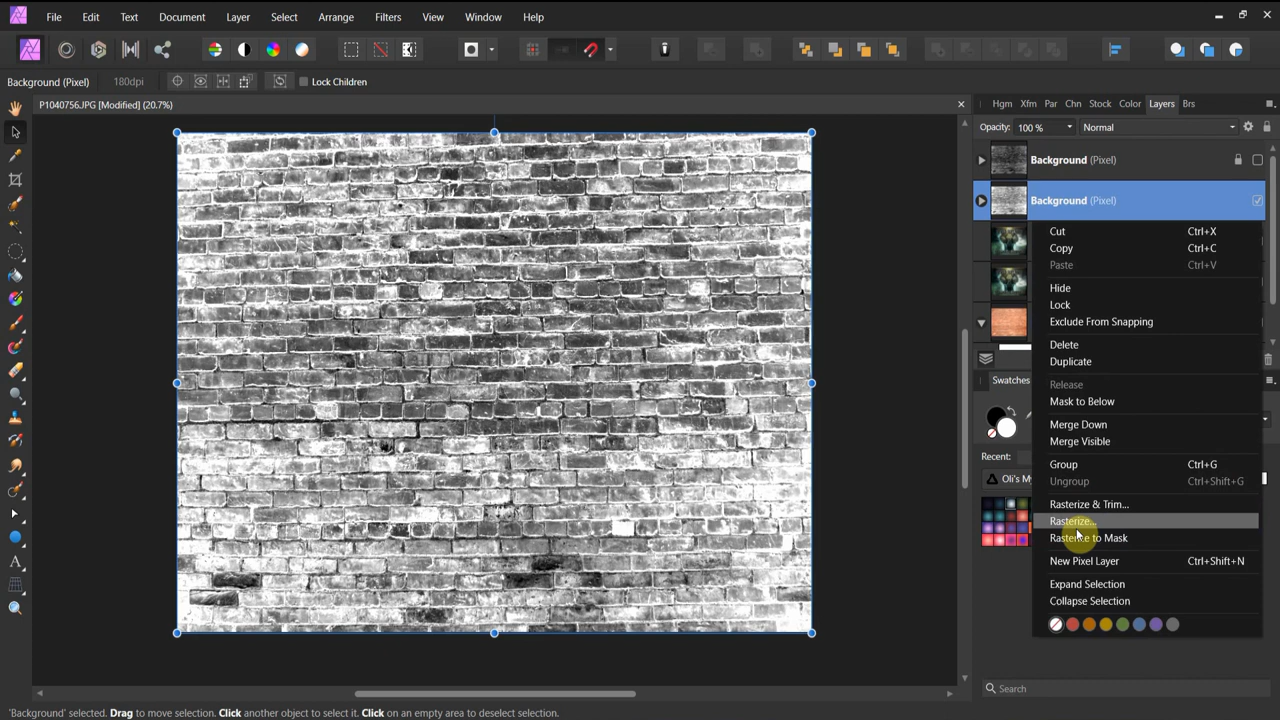 File Edit Text Document Layer Select Arrange Filters View Window Help
Background (Pixel) 180dpi Lock Children
P1040756.JPG [Modified] (20.7%)
Hgm Xfm Par Chn Stock Color Layers Brs
Opacity: 100 % Normal
Background (Pixel)
Background (Pixel)
Cut Ctrl+X
Copy Ctrl+C
Paste Ctrl+V
Hide
Lock
Exclude From Snapping
Delete
Duplicate
Release
Mask to Below
Merge Down
Merge Visible
Group Ctrl+G
Ungroup Ctrl+Shift+G
Rasterize & Trim...
Rasterize...
Rasterize to Mask
New Pixel Layer Ctrl+Shift+N
Expand Selection
Collapse Selection
Swatches
Recent:
Oli's
Search
'Background' selected. Drag to move selection. Click another object to select it. Click on an empty area to deselect selection.